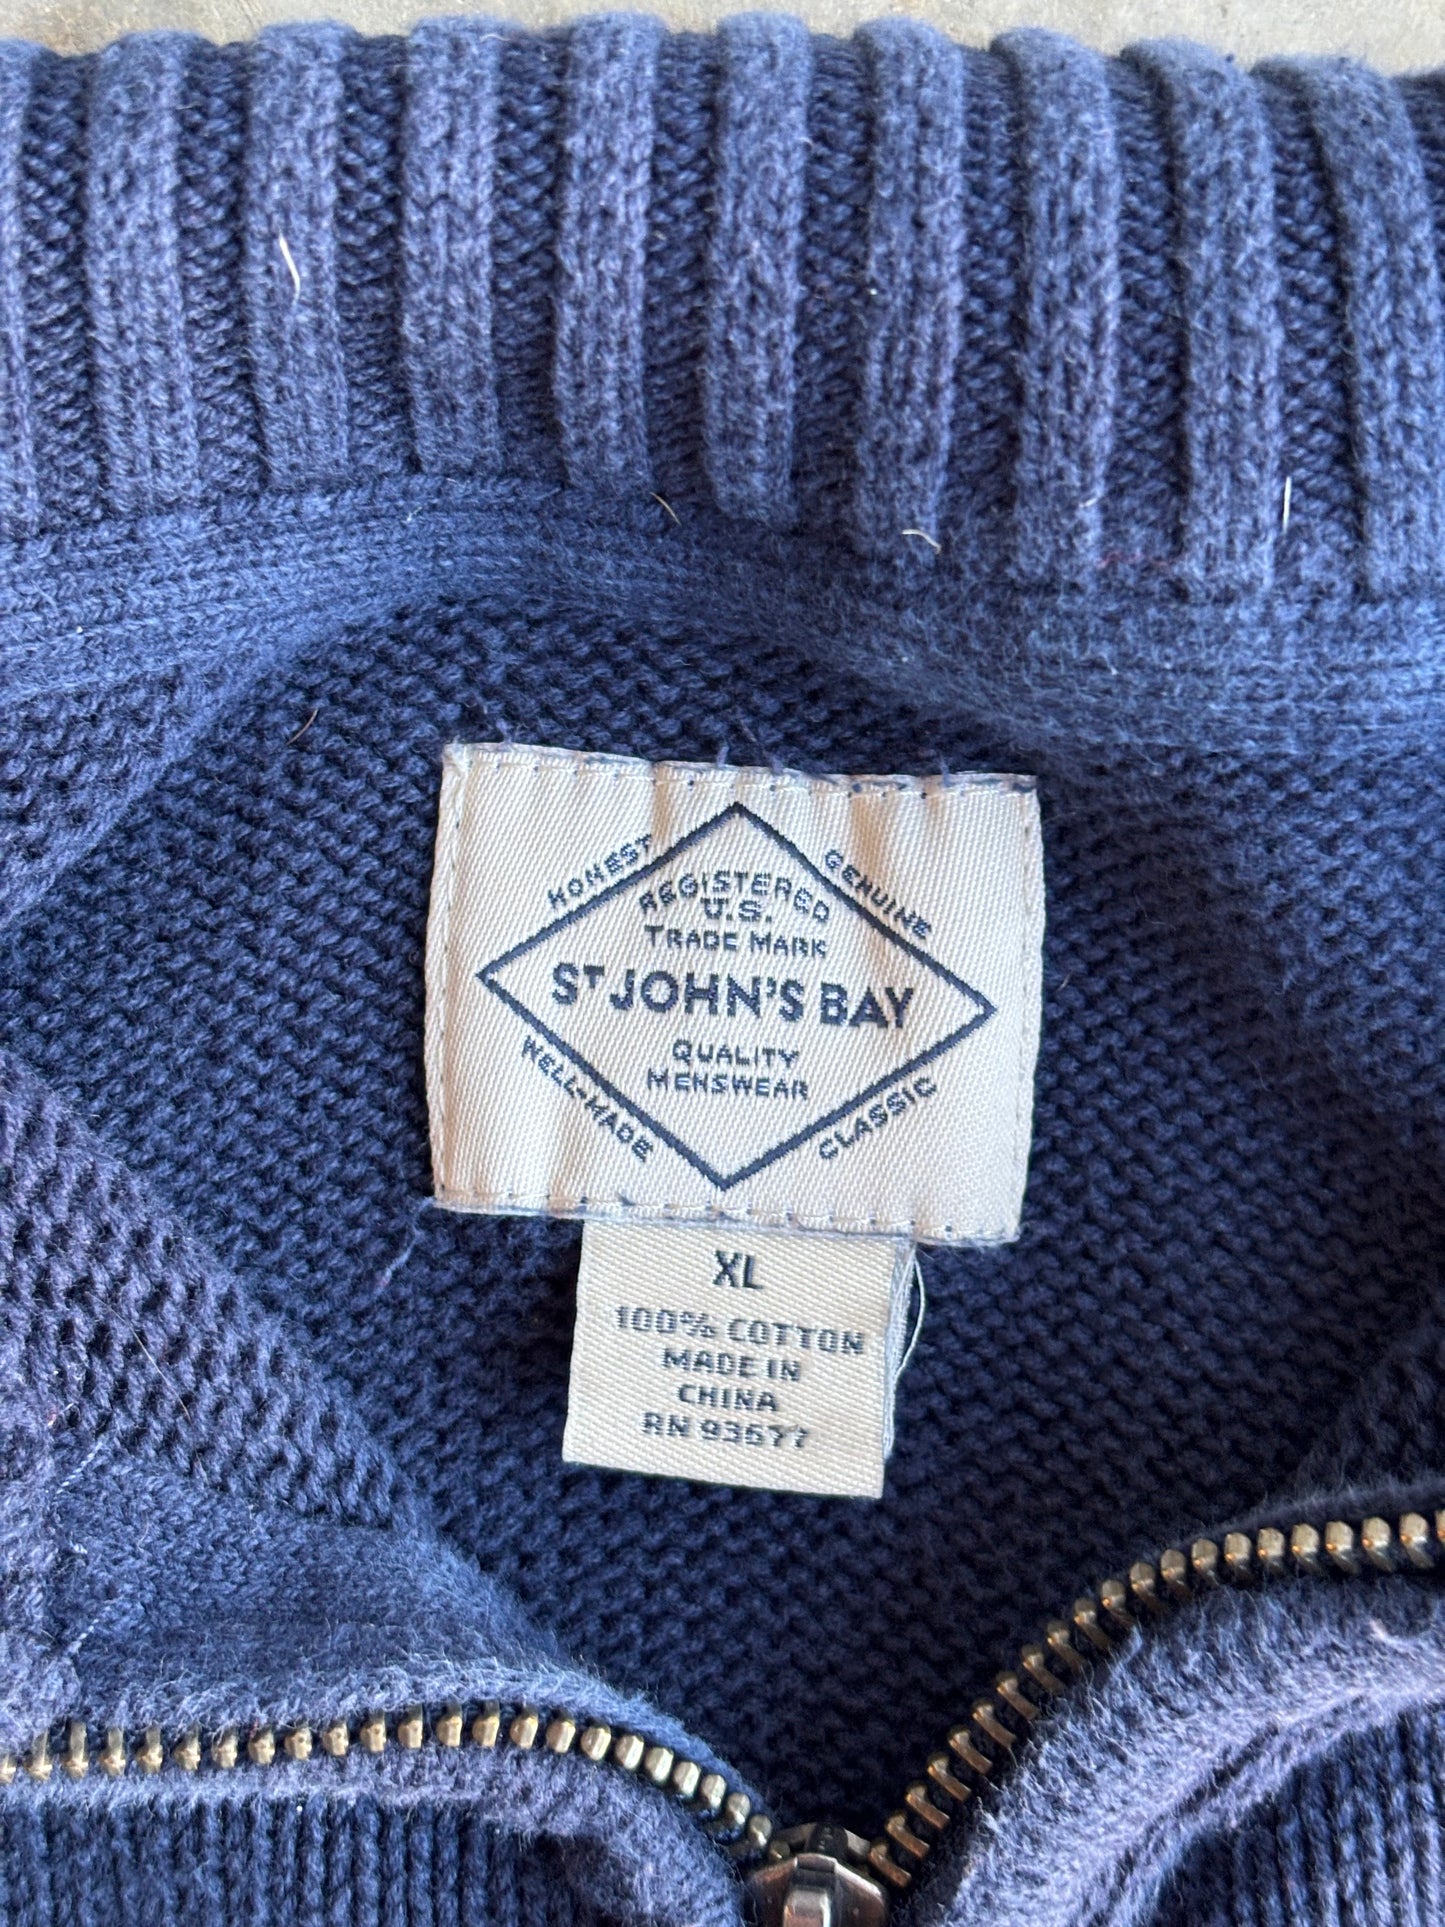 HONEST
GENUINE
REGISTERED
U.S.
TRADE MARK
ST JOHN'S BAY
QUALITY
MENSWEAR
WELL-MADE
CLASSIC
XL
100% COTTON
MADE IN
CHINA
RN 93677